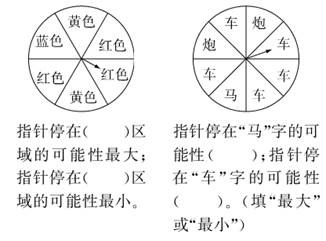 黄色
蓝色 红色
红色 红色
黄色
车 炮
炮 车
车 车
马 车
指针停在(  )区
域的可能性最大;
指针停在(  )区
域的可能性最小。
指针停在“马”字的可
能性(  );指针停
在“车”字的可能性
(  )。(填“最大”
或“最小”)